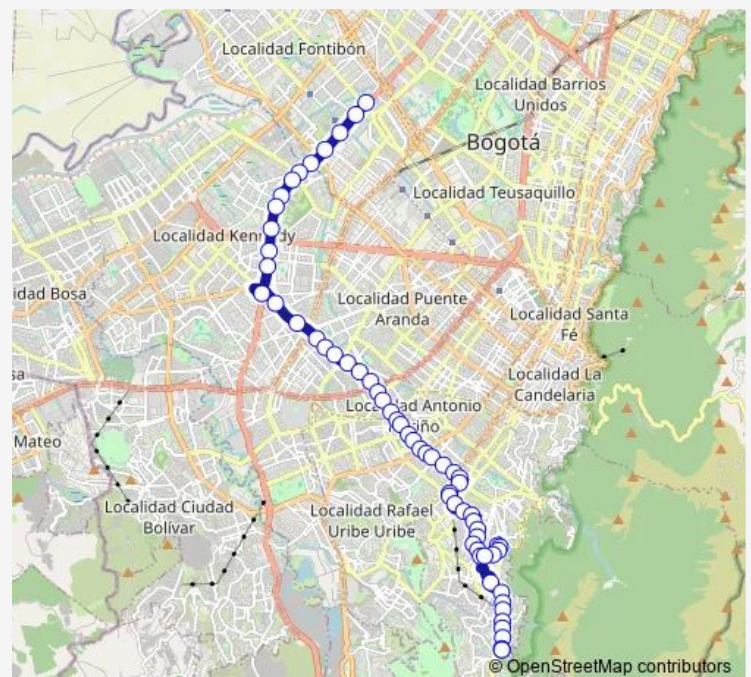 Localidad Fontibón
Localidad Barrios
Unidos
Bogotá
Localidad Teusaquillo
Localidad Kennedy
idad Bosa
Localidad Puente
Aranda
Localidad Santa
Fé
sa
Localidad La
Candelaria
Localidad Antonio
Nariño
Mateo
Localidad Ciudad
Bolívar
Localidad Rafael
Uribe Uribe
© OpenStreetMap contributors